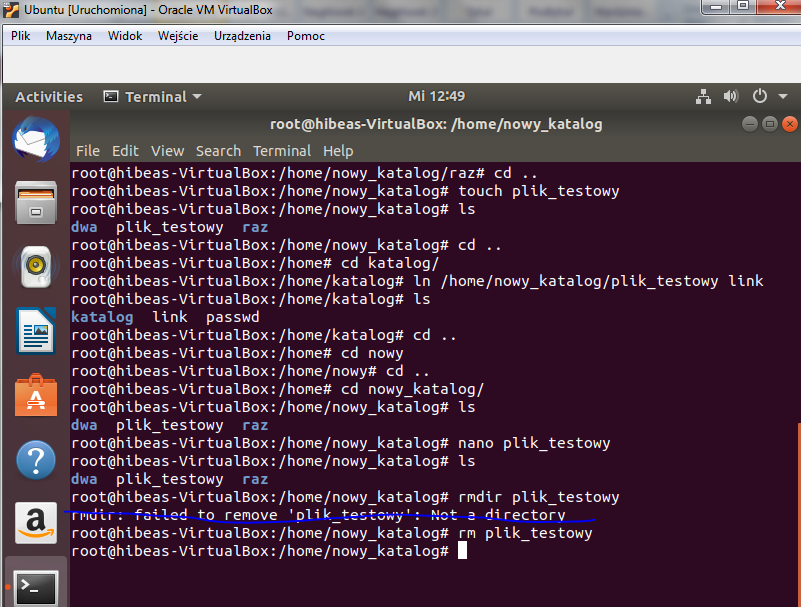 Ubuntu [Uruchomiona] - Oracle VM VirtualBox
Plik Maszyna Widok Wejście Urządzenia Pomoc
Activities Terminal Mi 12:49
root@hibeas-VirtualBox: /home/nowy_katalog
File Edit View Search Terminal Help
root@hibeas-VirtualBox:/home/nowy_katalog/raz# cd ..
root@hibeas-VirtualBox:/home/nowy_katalog# touch plik_testowy
root@hibeas-VirtualBox:/home/nowy_katalog# ls
dwa plik_testowy raz
root@hibeas-VirtualBox:/home/nowy_katalog# cd ..
root@hibeas-VirtualBox:/home# cd katalog/
root@hibeas-VirtualBox:/home/katalog# ln /home/nowy_katalog/plik_testowy link
root@hibeas-VirtualBox:/home/katalog# ls
katalog link passwd
root@hibeas-VirtualBox:/home/katalog# cd ..
root@hibeas-VirtualBox:/home# cd nowy
root@hibeas-VirtualBox:/home/nowy# cd ..
root@hibeas-VirtualBox:/home# cd nowy_katalog/
root@hibeas-VirtualBox:/home/nowy_katalog# ls
dwa plik_testowy raz
root@hibeas-VirtualBox:/home/nowy_katalog# nano plik_testowy
root@hibeas-VirtualBox:/home/nowy_katalog# ls
dwa plik_testowy raz
root@hibeas-VirtualBox:/home/nowy_katalog# rmdir plik_testowy
rmdir: failed to remove 'plik_testowy': Not a directory
root@hibeas-VirtualBox:/home/nowy_katalog# rm plik_testowy
root@hibeas-VirtualBox:/home/nowy_katalog#